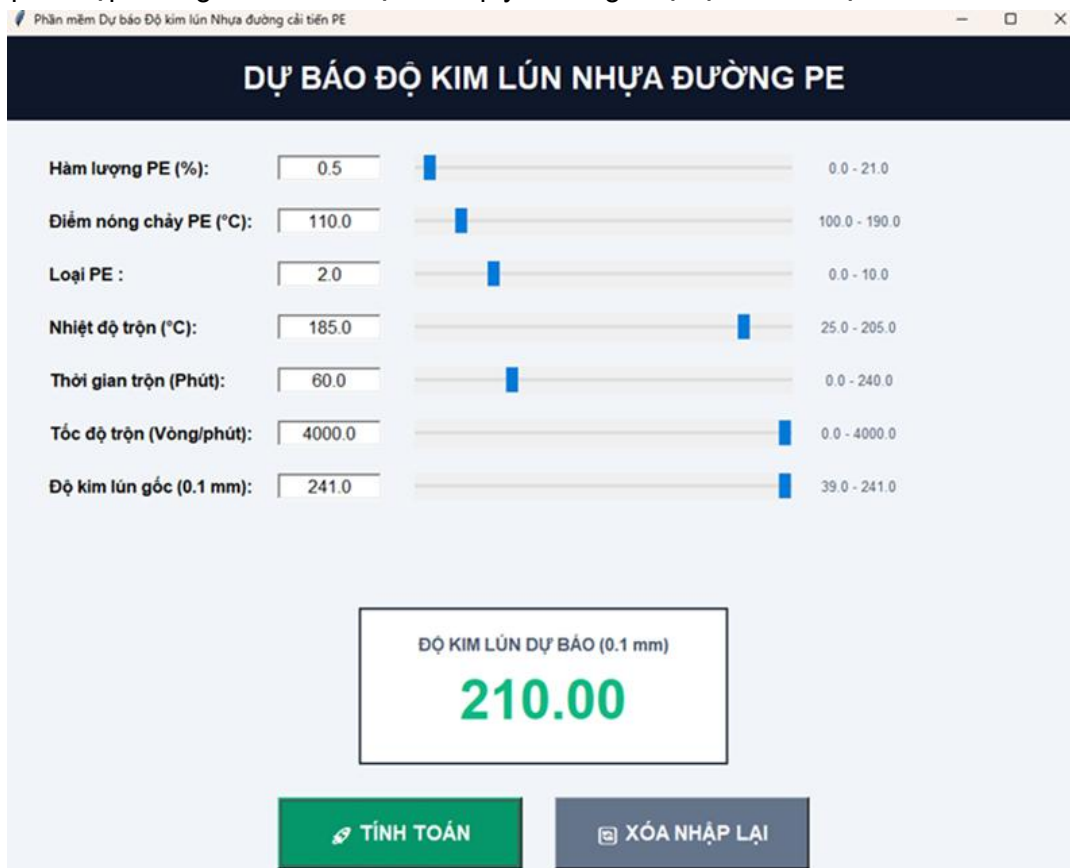 Phần mềm Dự báo Độ kim lún Nhựa đường cải tiến PE
DỰ BÁO ĐỘ KIM LÚN NHỰA ĐƯỜNG PE
Hàm lượng PE (%): 0.5 0.0 - 21.0
Điểm nóng chảy PE (°C): 110.0 100.0 - 190.0
Loại PE : 2.0 0.0 - 10.0
Nhiệt độ trộn (°C): 185.0 25.0 - 205.0
Thời gian trộn (Phút): 60.0 0.0 - 240.0
Tốc độ trộn (Vòng/phút): 4000.0 0.0 - 4000.0
Độ kim lún gốc (0.1 mm): 241.0 39.0 - 241.0
ĐỘ KIM LÚN DỰ BÁO (0.1 mm)
210.00
TÍNH TOÁN XÓA NHẬP LẠI